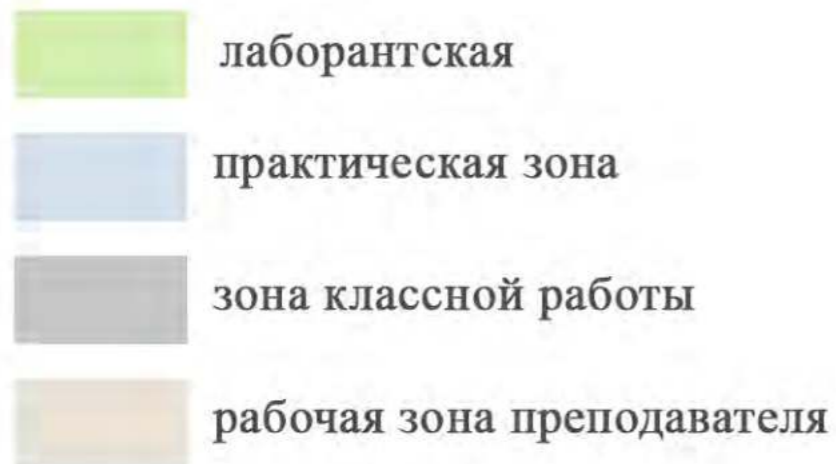 лаборантская
практическая зона
зона классной работы
рабочая зона преподавателя